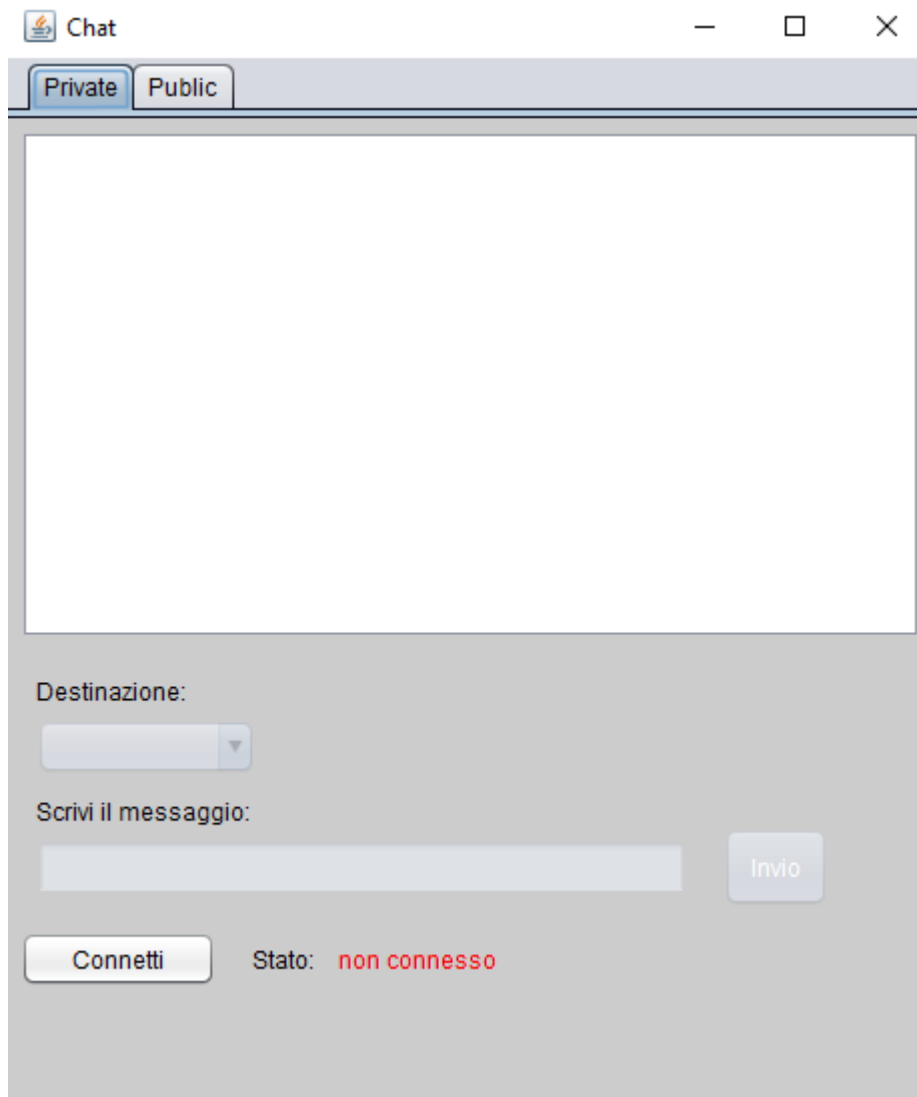 Chat
Private Public
Destinazione:
Scrivi il messaggio:
Invio
Connetti Stato: non connesso